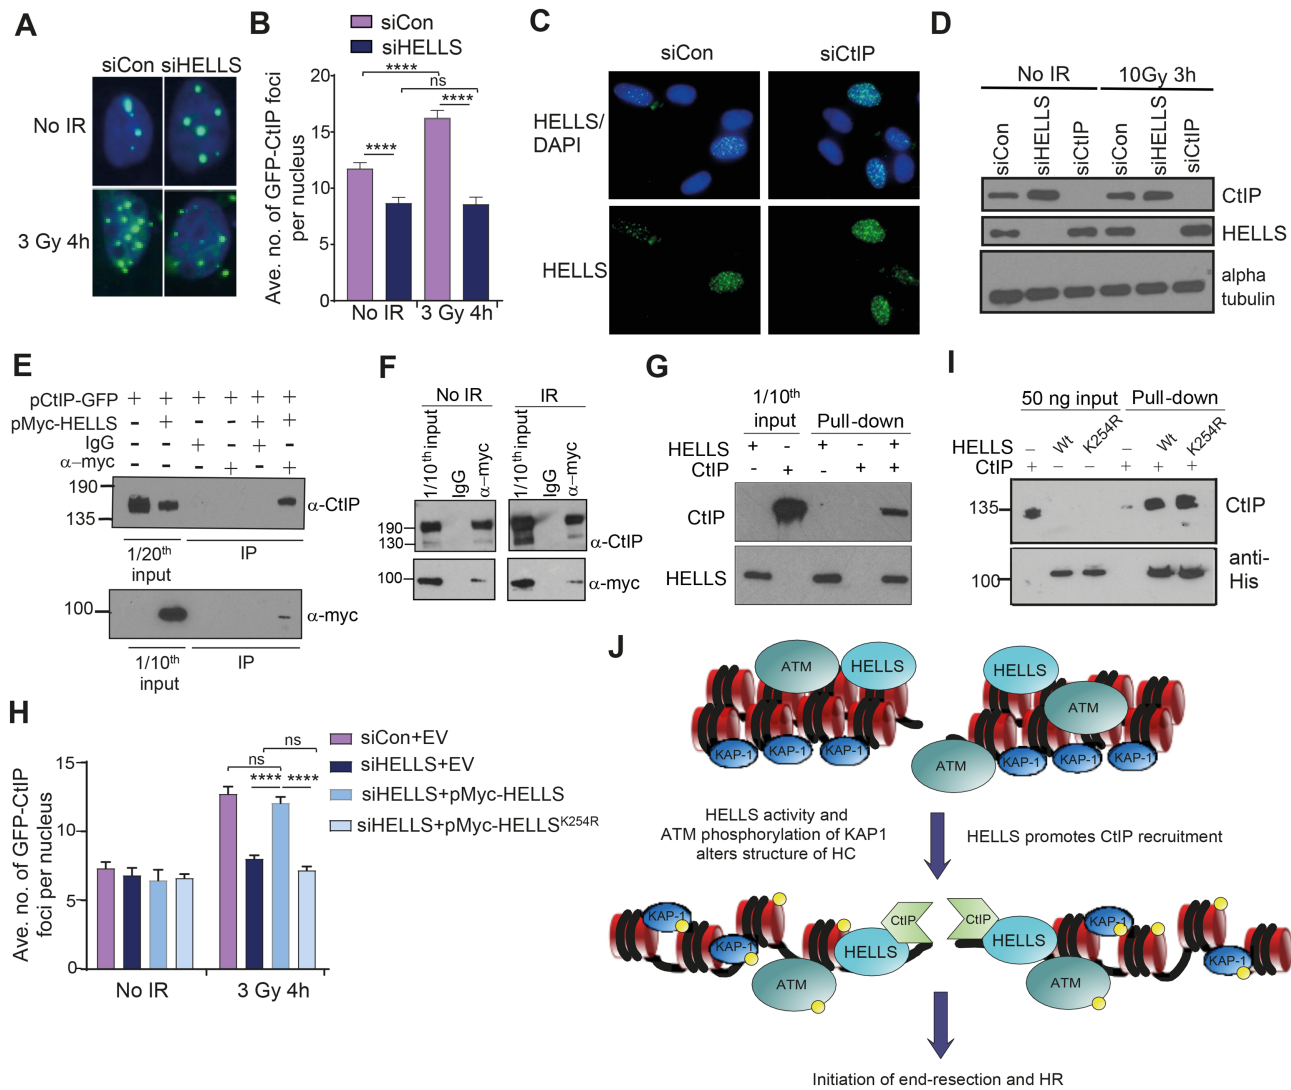 A
siCon siHELLS
No IR
3 Gy 4h
B
siCon
siHELLS
Ave. no. of GFP-CtIP foci
per nucleus
20
15
10
5
0
****
ns
****
****
No IR
3 Gy 4h
C
siCon
siCtIP
HELLS/
DAPI
HELLS
D
No IR
10Gy 3h
siCon
siHELLS
siCtIP
siCon
siHELLS
siCtIP
CtIP
HELLS
alpha
tubulin
E
pCtIP-GFP + + + + + +
pMyc-HELLS - + - - + +
IgG - - + - + -
α-myc - - - + - +
190
135
α-CtIP
1/20th
input
IP
100
α-myc
1/10th
input
IP
F
No IR
IR
1/10th input
IgG
α-myc
1/10th input
IgG
α-myc
190
130
α-CtIP
100
α-myc
G
1/10th
input
Pull-down
HELLS + - + - +
CtIP - + - + +
CtIP
HELLS
H
siCon+EV
siHELLS+EV
siHELLS+pMyc-HELLS
siHELLS+pMyc-HELLSK254R
Ave. no. of GFP-CtIP
foci per nucleus
15
10
5
0
ns
ns
****
****
No IR
3 Gy 4h
I
50 ng input
Pull-down
HELLS - Wt K254R - Wt K254R
CtIP + - - + + +
135
CtIP
100
anti-
His
J
ATM
HELLS
KAP-1
KAP-1
KAP-1
HELLS
ATM
ATM
KAP-1
KAP-1
KAP-1
HELLS activity and
ATM phosphorylation of KAP1
alters structure of HC
HELLS promotes CtIP recruitment
KAP-1
KAP-1
ATM
HELLS
CtIP
CtIP
HELLS
ATM
KAP-1
KAP-1
Initiation of end-resection and HR